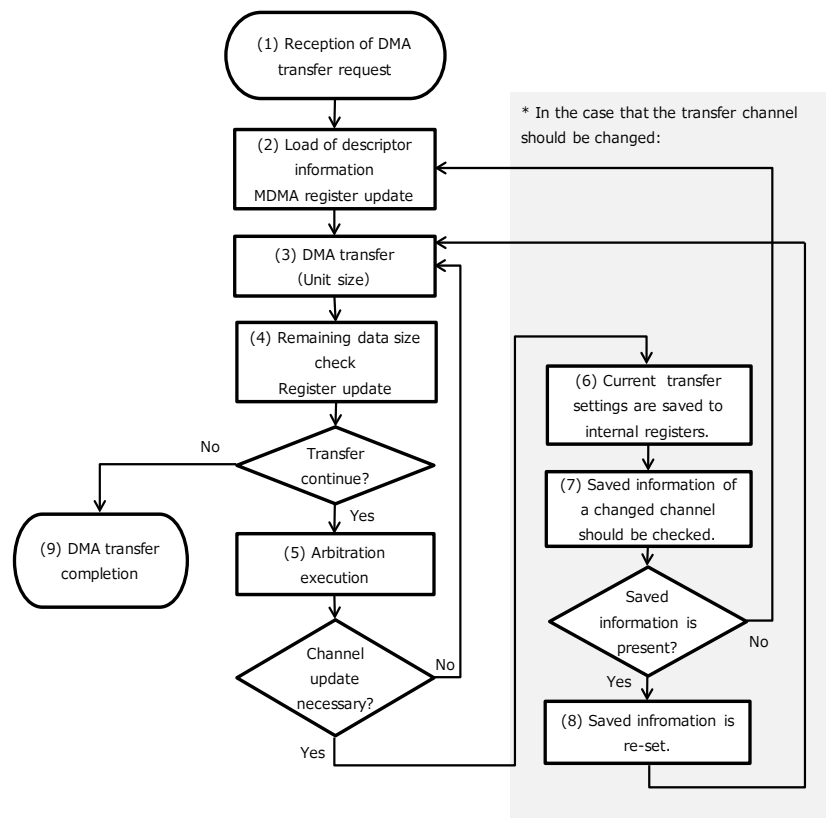 (1) Reception of DMA
transfer request
* In the case that the transfer channel
should be changed:
(2) Load of descriptor
information
MDMA register update
(3) DMA transfer
(Unit size)
(4) Remaining data size
check
Register update
Transfer
continue?
No
Yes
(9) DMA transfer
completion
(5) Arbitration
execution
Channel
update
necessary?
No
Yes
(6) Current transfer
settings are saved to
internal registers.
(7) Saved information of
a changed channel
should be checked.
Saved
information is
present?
No
Yes
(8) Saved infromation is
re-set.